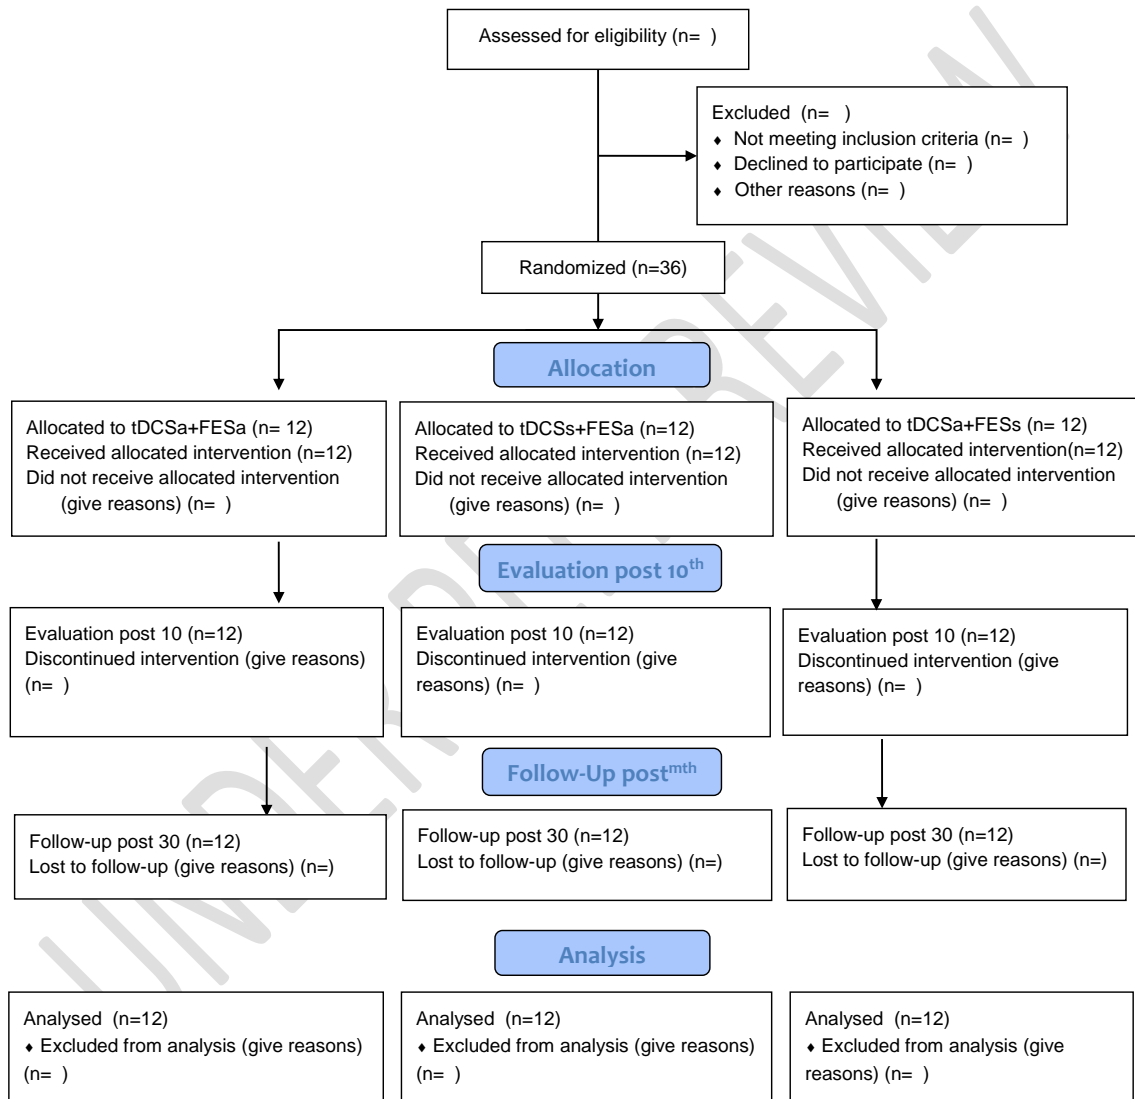 Assessed for eligibility (n=  )
Excluded  (n=   )
♦ Not meeting inclusion criteria (n=  )
♦ Declined to participate (n=  )
♦ Other reasons (n=  )
Randomized (n=36)
Allocation
Allocated to tDCSa+FESa (n= 12)
Received allocated intervention (n=12)
Did not receive allocated intervention
(give reasons) (n=  )
Allocated to tDCSs+FESa (n=12)
Received allocated intervention (n=12)
Did not receive allocated intervention
(give reasons) (n=  )
Allocated to tDCSa+FESs (n= 12)
Received allocated intervention(n=12)
Did not receive allocated intervention
(give reasons) (n=  )
Evaluation post 10th
Evaluation post 10 (n=12)
Discontinued intervention (give reasons)
(n=  )
Evaluation post 10 (n=12)
Discontinued intervention (give
reasons) (n=  )
Evaluation post 10 (n=12)
Discontinued intervention (give
reasons) (n=  )
Follow-Up postmth
Follow-up post 30 (n=12)
Lost to follow-up (give reasons) (n=)
Follow-up post 30 (n=12)
Lost to follow-up (give reasons) (n=)
Follow-up post 30 (n=12)
Lost to follow-up (give reasons) (n=)
Analysis
Analysed  (n=12)
♦ Excluded from analysis (give reasons)
(n=  )
Analysed  (n=12)
♦ Excluded from analysis (give reasons)
(n=  )
Analysed  (n=12)
♦ Excluded from analysis (give
reasons) (n=  )
UNDER PEER REVIEW